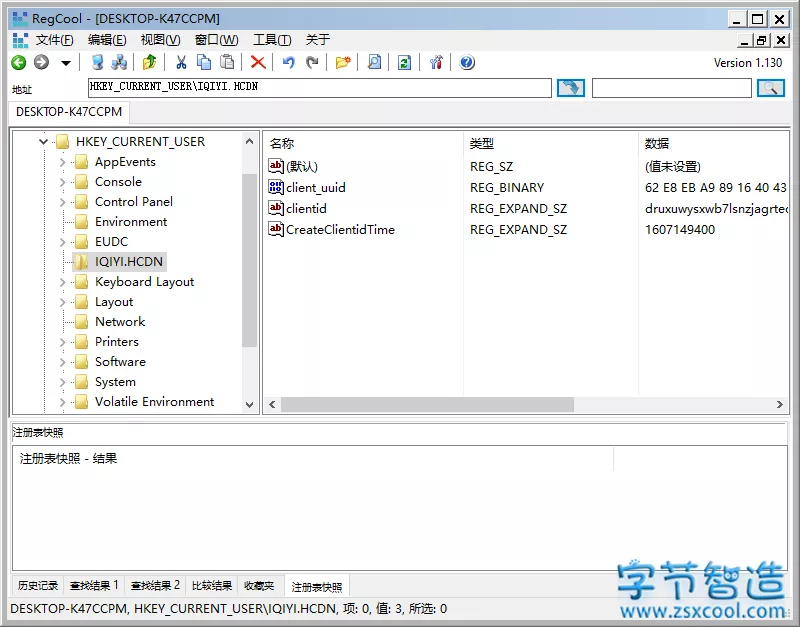 RegCool - [DESKTOP-K47CCPM]
文件(F) 编辑(E) 视图(V) 窗口(W) 工具(T) 关于
Version 1.130
地址 HKEY_CURRENT_USER\IQIYI.HCDN
DESKTOP-K47CCPM
HKEY_CURRENT_USER
AppEvents
Console
Control Panel
Environment
EUDC
IQIYI.HCDN
Keyboard Layout
Layout
Network
Printers
Software
System
Volatile Environment
名称 类型 数据
(默认) REG_SZ (值未设置)
client_uuid REG_BINARY 62 E8 EB A9 89 16 40 43
clientid REG_EXPAND_SZ druxuwysxwb7lsnzjagrtec
CreateClientidTime REG_EXPAND_SZ 1607149400
注册表快照
注册表快照 - 结果
历史记录 查找结果 1 查找结果 2 比较结果 收藏夹 注册表快照
DESKTOP-K47CCPM, HKEY_CURRENT_USER\IQIYI.HCDN, 项: 0, 值: 3, 所选: 0
字节智造
www.zsxcool.com